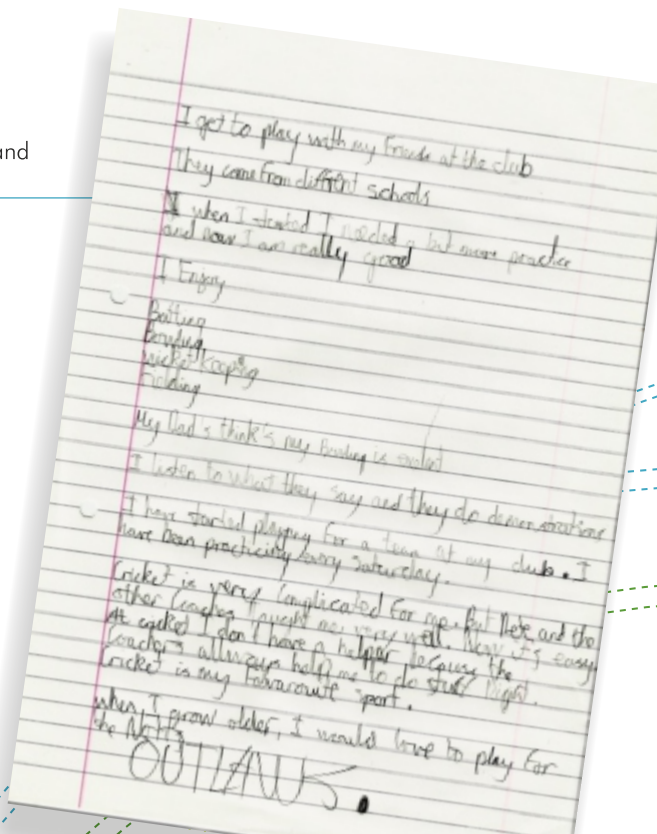 and
I get to play with my friends at the club
They come from different schools
when I started I needed a bit more practice
and now I am really good
I Enjoy
Batting
Bowling
wicket keeping
Fielding
My Dad's think's my Bowling is
I listen to what they say and they do demonstrations
I have started playing for a team at my club. I
have been practicing every Saturday.
Cricket is very complicated for me. But Pete and the
other Coaches taught me very well. Now it's easy.
At cricket I don't have a helper because the
Coachers allways help me to do stuff right.
Cricket is my favarouite sport.
when I grow older, I would love to play for
the Notts
OUTLAWS.